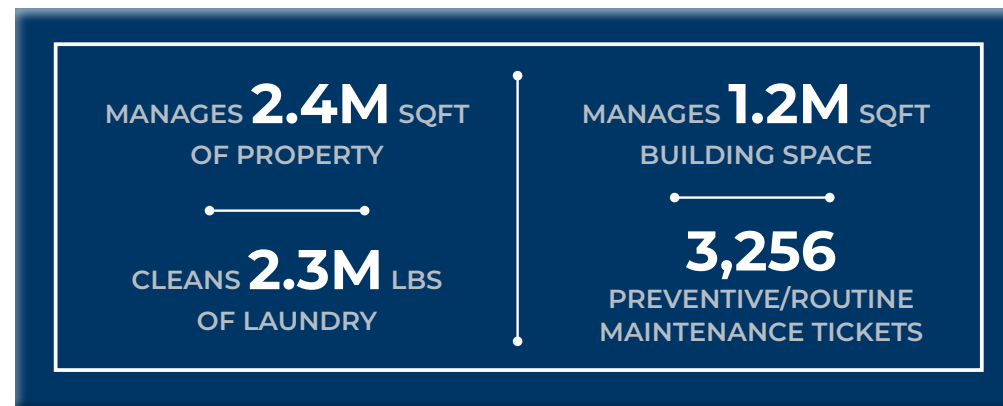 MANAGES 2.4M SQFT
OF PROPERTY
CLEANS 2.3M LBS
OF LAUNDRY
MANAGES 1.2M SQFT
BUILDING SPACE
3,256
PREVENTIVE/ROUTINE
MAINTENANCE TICKETS